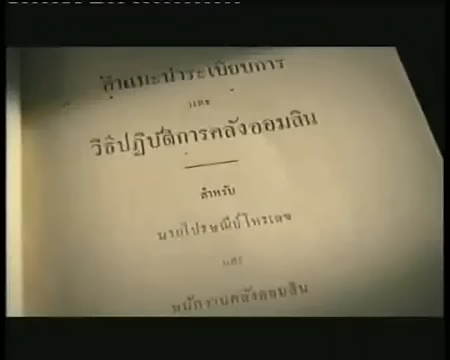 คำแนะนำระเบียบการ
และ
วิธีปฏิบัติการคลังออมสิน
สำหรับ
นายไปรษณีย์โทรเลข
และ
พนักงานคลังออมสิน